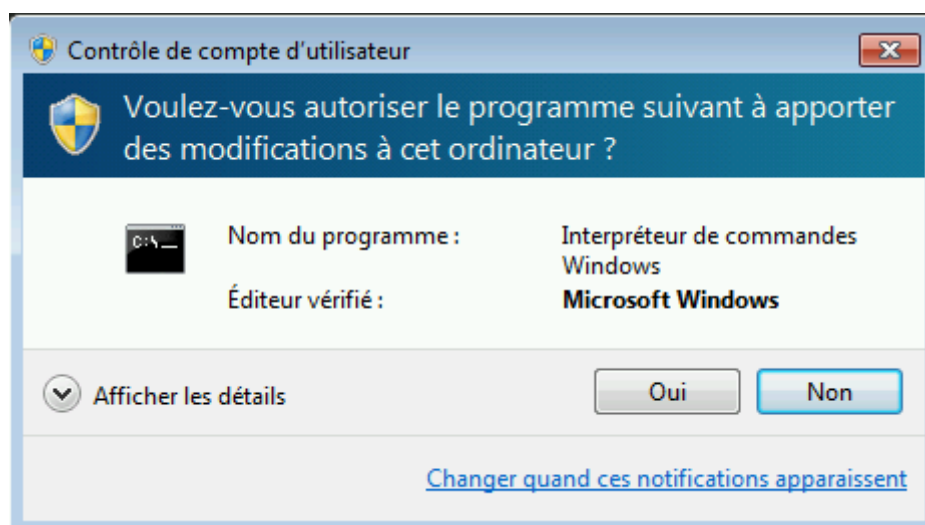 Contrôle de compte d'utilisateur
Voulez-vous autoriser le programme suivant à apporter
des modifications à cet ordinateur ?
C:\_
Nom du programme : Interpréteur de commandes
Windows
Éditeur vérifié : Microsoft Windows
Afficher les détails Oui Non
Changer quand ces notifications apparaissent